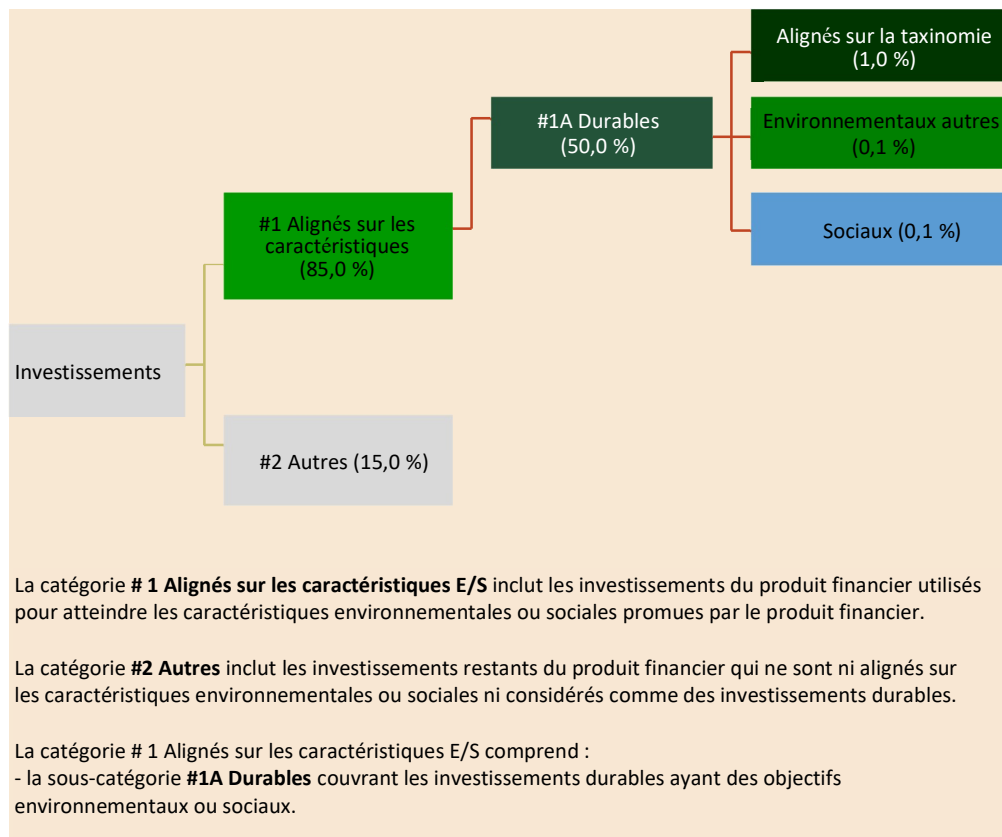 Alignés sur la taxinomie
(1,0 %)
#1A Durables
(50,0 %)
Environnementaux autres
(0,1 %)
#1 Alignés sur les
caractéristiques
(85,0 %)
Sociaux (0,1 %)
Investissements
#2 Autres (15,0 %)
La catégorie # 1 Alignés sur les caractéristiques E/S inclut les investissements du produit financier utilisés
pour atteindre les caractéristiques environnementales ou sociales promues par le produit financier.
La catégorie #2 Autres inclut les investissements restants du produit financier qui ne sont ni alignés sur
les caractéristiques environnementales ou sociales ni considérés comme des investissements durables.
La catégorie # 1 Alignés sur les caractéristiques E/S comprend :
- la sous-catégorie #1A Durables couvrant les investissements durables ayant des objectifs
environnementaux ou sociaux.